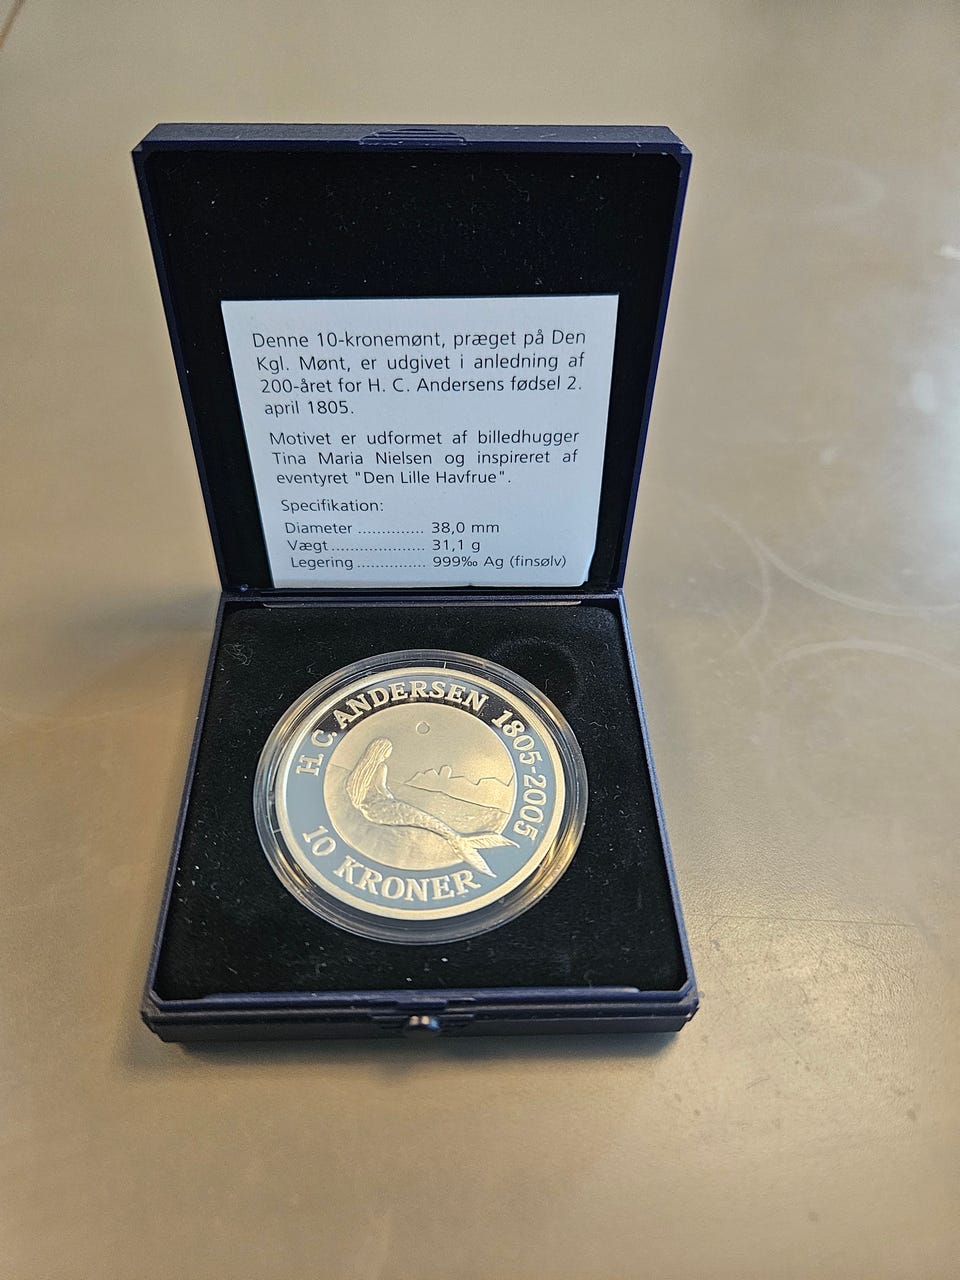 Denne 10-kronemønt, præget på Den
Kgl. Mønt, er udgivet i anledning af
200-året for H. C. Andersens fødsel 2.
april 1805.
Motivet er udformet af billedhugger
Tina Maria Nielsen og inspireret af
eventyret "Den Lille Havfrue".
Specifikation:
Diameter .............. 38,0 mm
Vægt .................... 31,1 g
Legering ............... 999‰ Ag (finsølv)
H. C. ANDERSEN 1805-2005
10 KRONER